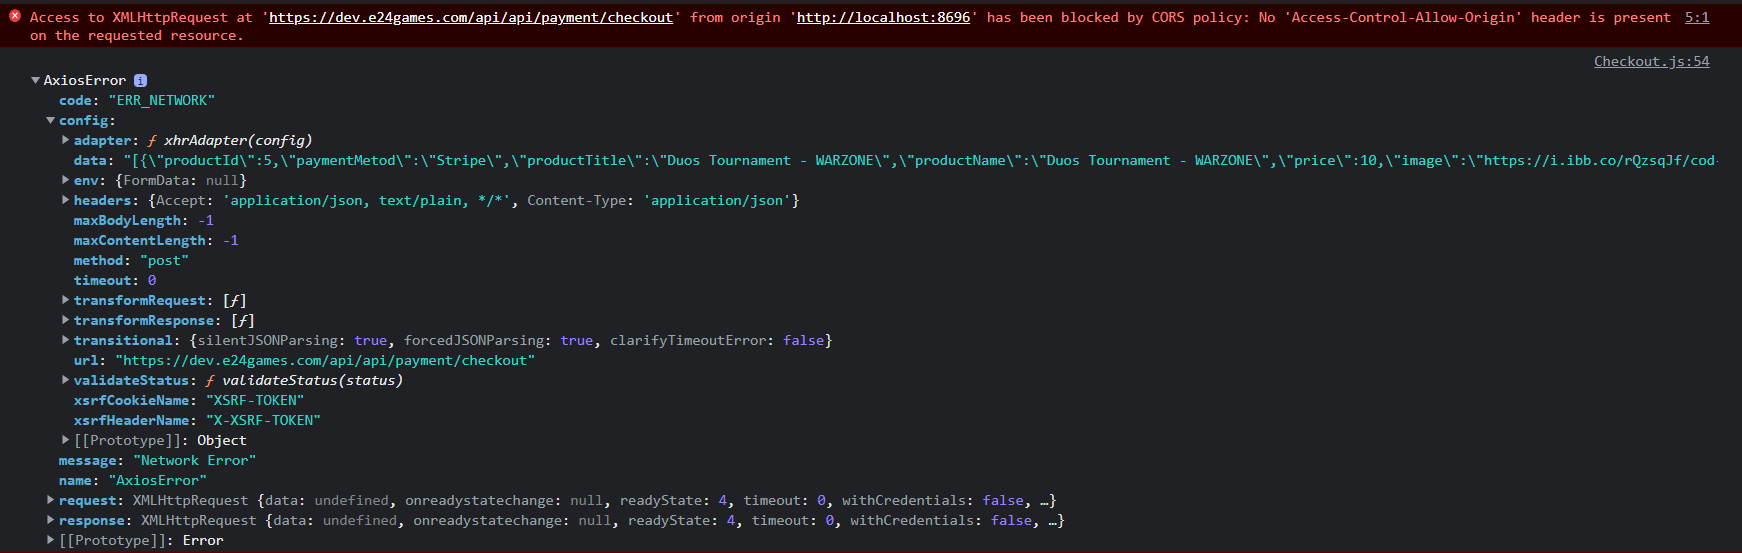 Access to XMLHttpRequest at 'https://dev.e24games.com/api/api/payment/checkout' from origin 'http://localhost:8696' has been blocked by CORS policy: No 'Access-Control-Allow-Origin' header is present 5:1
on the requested resource.
Checkout.js:54
AxiosError i
code: "ERR_NETWORK"
config:
adapter: ƒ xhrAdapter(config)
data: "[{\"productId\":5,\"paymentMetod\":\"Stripe\",\"productTitle\":\"Duos Tournament - WARZONE\",\"productName\":\"Duos Tournament - WARZONE\",\"price\":10,\"image\":\"https://i.ibb.co/rQzsqJf/cod-
env: {FormData: null}
headers: {Accept: 'application/json, text/plain, */*', Content-Type: 'application/json'}
maxBodyLength: -1
maxContentLength: -1
method: "post"
timeout: 0
transformRequest: [ƒ]
transformResponse: [ƒ]
transitional: {silentJSONParsing: true, forcedJSONParsing: true, clarifyTimeoutError: false}
url: "https://dev.e24games.com/api/api/payment/checkout"
validateStatus: ƒ validateStatus(status)
xsrfCookieName: "XSRF-TOKEN"
xsrfHeaderName: "X-XSRF-TOKEN"
[[Prototype]]: Object
message: "Network Error"
name: "AxiosError"
request: XMLHttpRequest {data: undefined, onreadystatechange: null, readyState: 4, timeout: 0, withCredentials: false, …}
response: XMLHttpRequest {data: undefined, onreadystatechange: null, readyState: 4, timeout: 0, withCredentials: false, …}
[[Prototype]]: Error